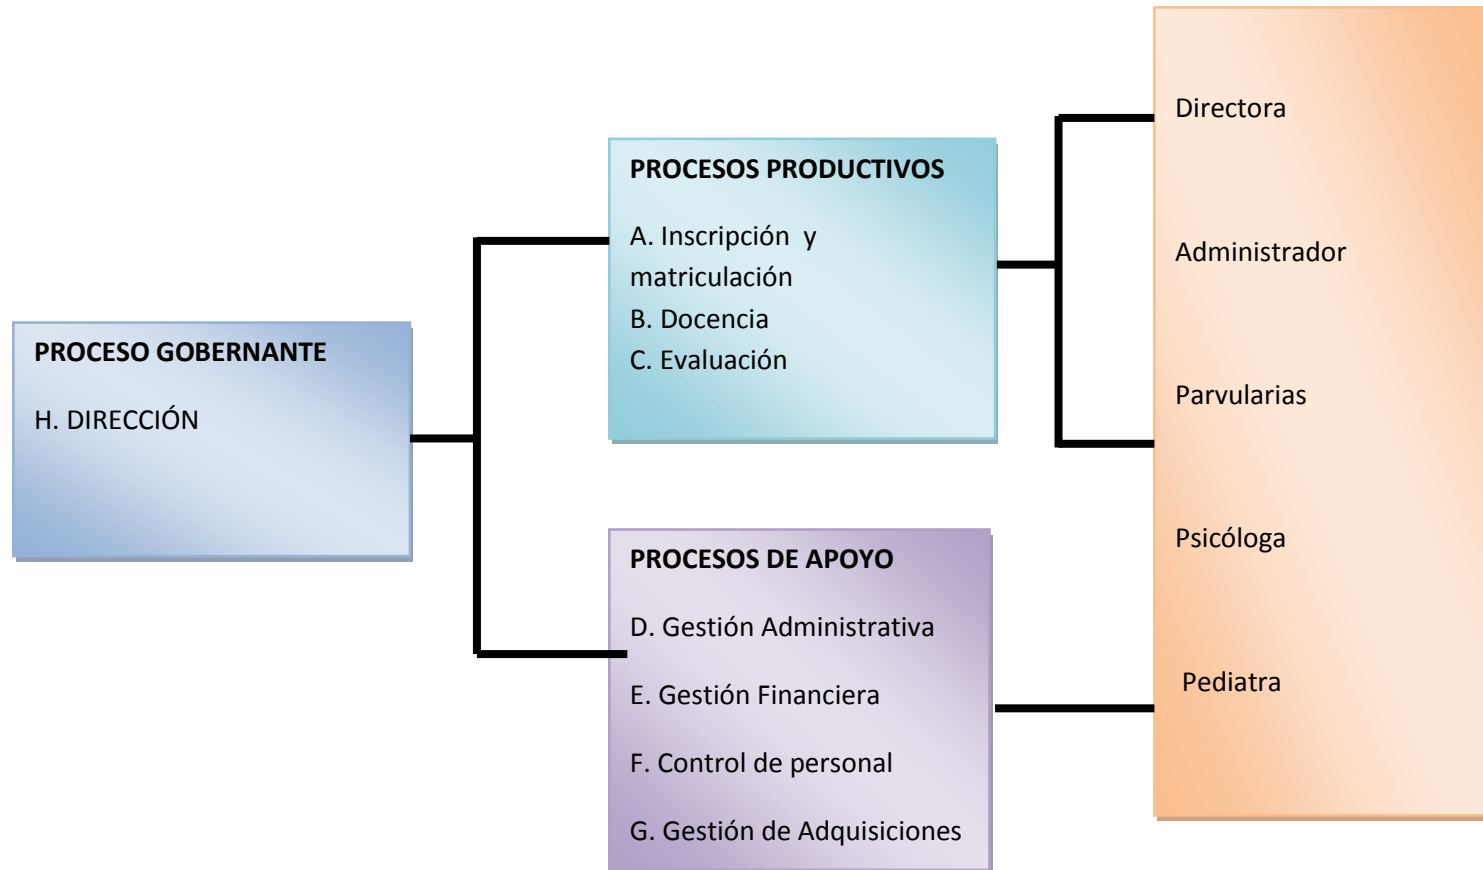 PROCESO GOBERNANTE
H. DIRECCIÓN
PROCESOS PRODUCTIVOS
A. Inscripción y
matriculación
B. Docencia
C. Evaluación
PROCESOS DE APOYO
D. Gestión Administrativa
E. Gestión Financiera
F. Control de personal
G. Gestión de Adquisiciones
Directora
Administrador
Parvularias
Psicóloga
Pediatra